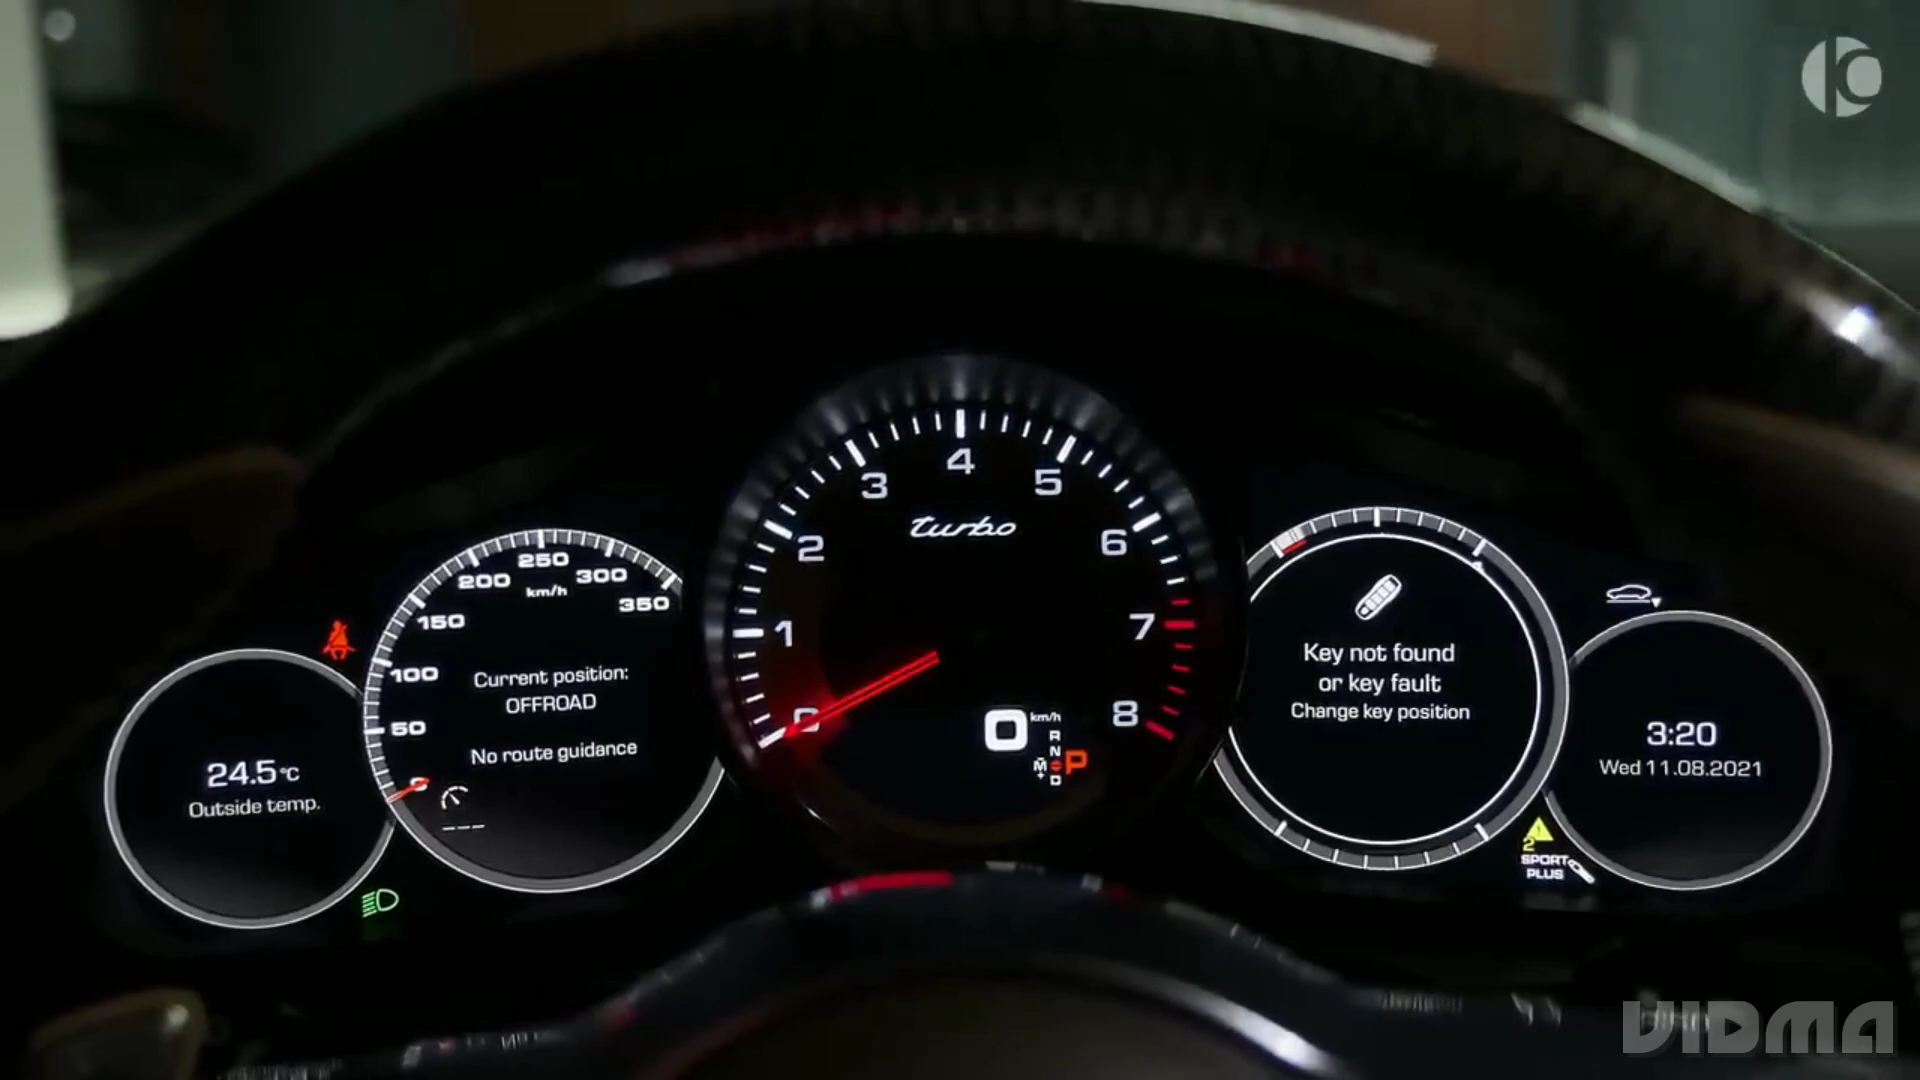 24.5°C
Outside temp.
0
50
100
150
200
250
300
350
km/h
Current position:
OFFROAD
No route guidance
---
0
1
2
3
4
5
6
7
8
turbo
0 km/h
R
N
D
M
+
P
Key not found
or key fault
Change key position
2
SPORT
PLUS
3:20
Wed 11.08.2021
VIDMA